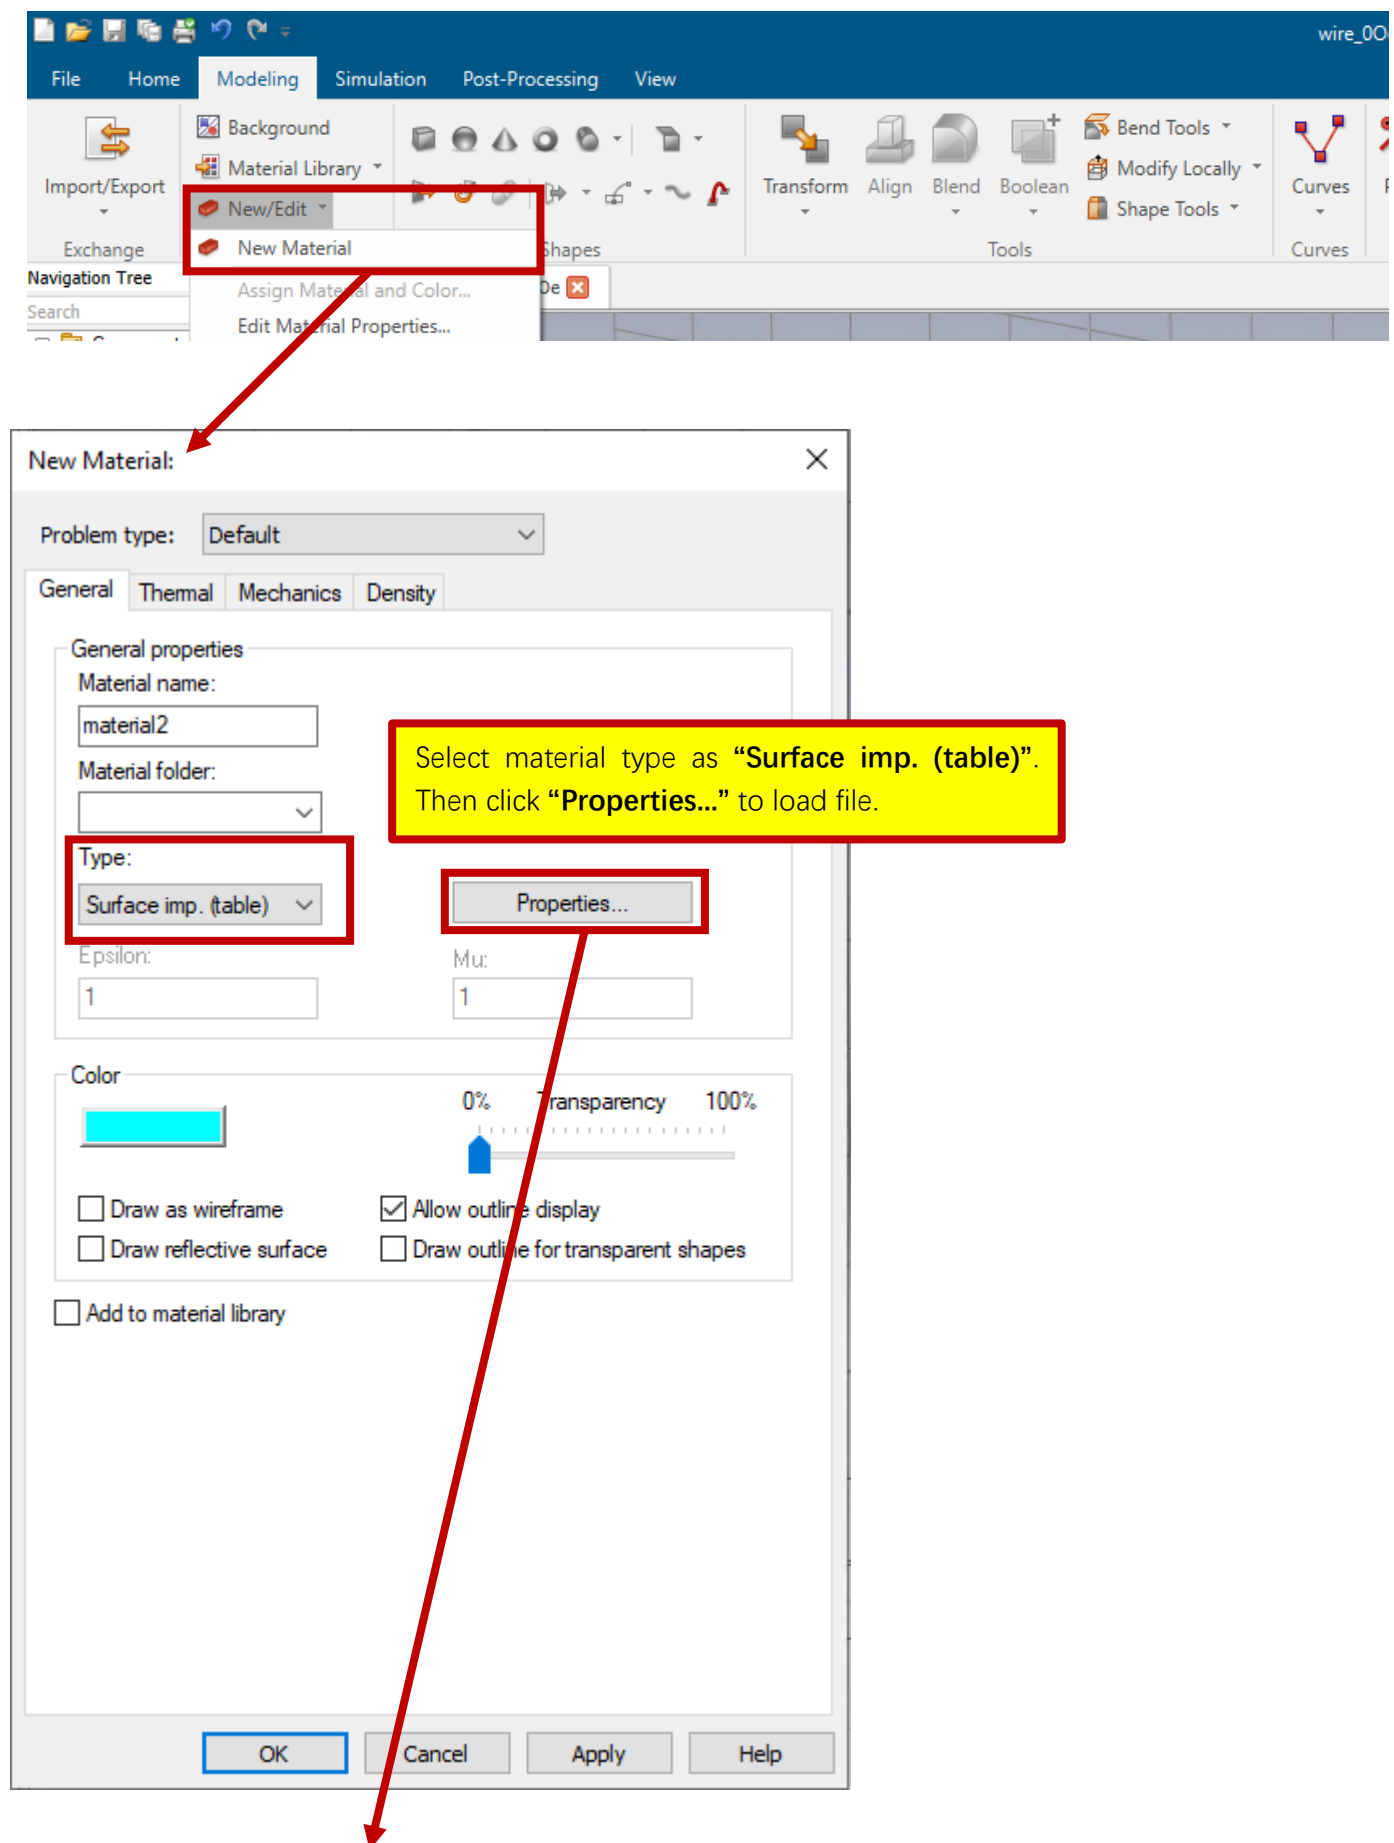 wire_0O
File Home Modeling Simulation Post-Processing View
Background
Material Library
Import/Export
New/Edit
Transform Align Blend Boolean
Bend Tools
Modify Locally
Shape Tools
Curves
Exchange
New Material
Shapes
Tools
Curves
Navigation Tree
Assign Material and Color...
Oe
Search
Edit Material Properties...
New Material:
Problem type: Default
General Thermal Mechanics Density
General properties
Material name:
material2
Material folder:
Select material type as “Surface imp. (table)”.
Then click “Properties...” to load file.
Type:
Surface imp. (table)
Properties...
Epsilon:
Mu:
1
1
Color
0% Transparency 100%
Draw as wireframe
Allow outline display
Draw reflective surface
Draw outline for transparent shapes
Add to material library
OK Cancel Apply Help